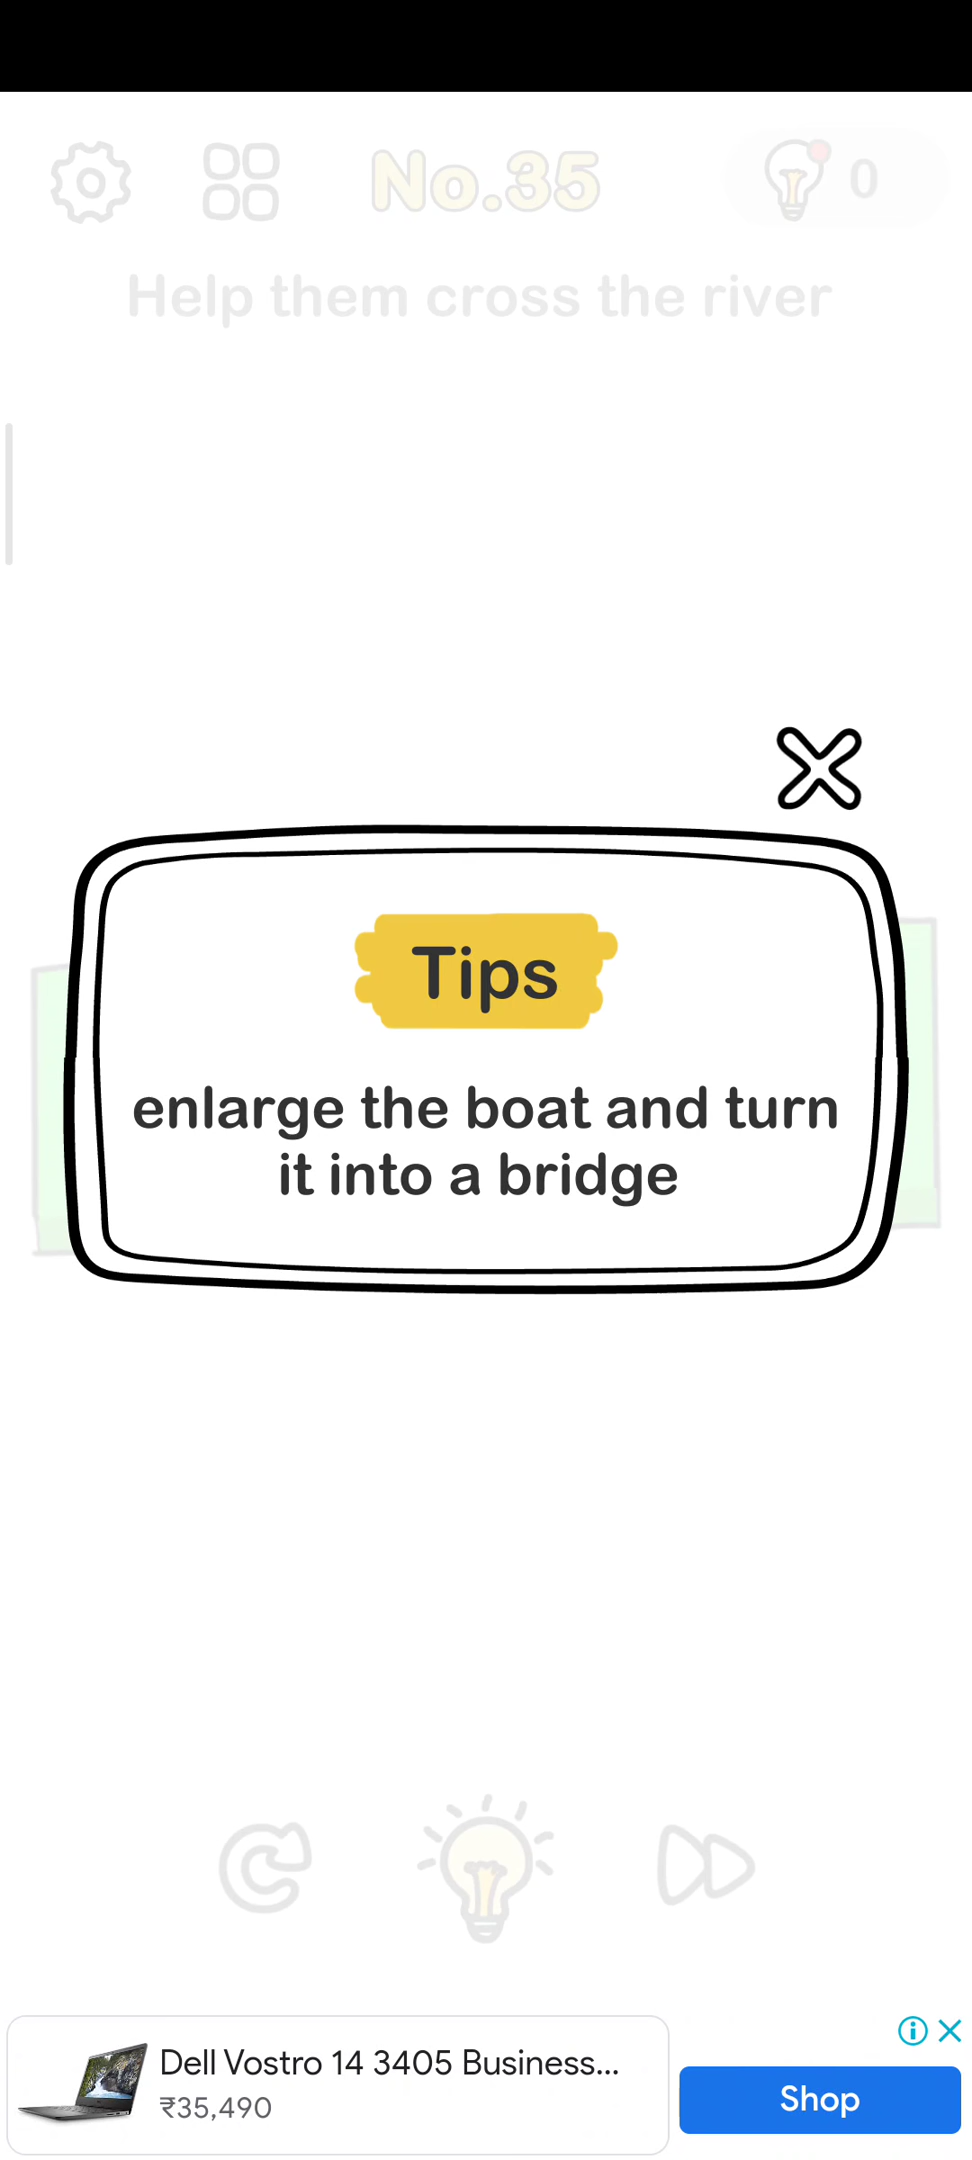 No.35
0
Help them cross the river
Tips
enlarge the boat and turn
it into a bridge
Dell Vostro 14 3405 Business...
₹35,490
Shop